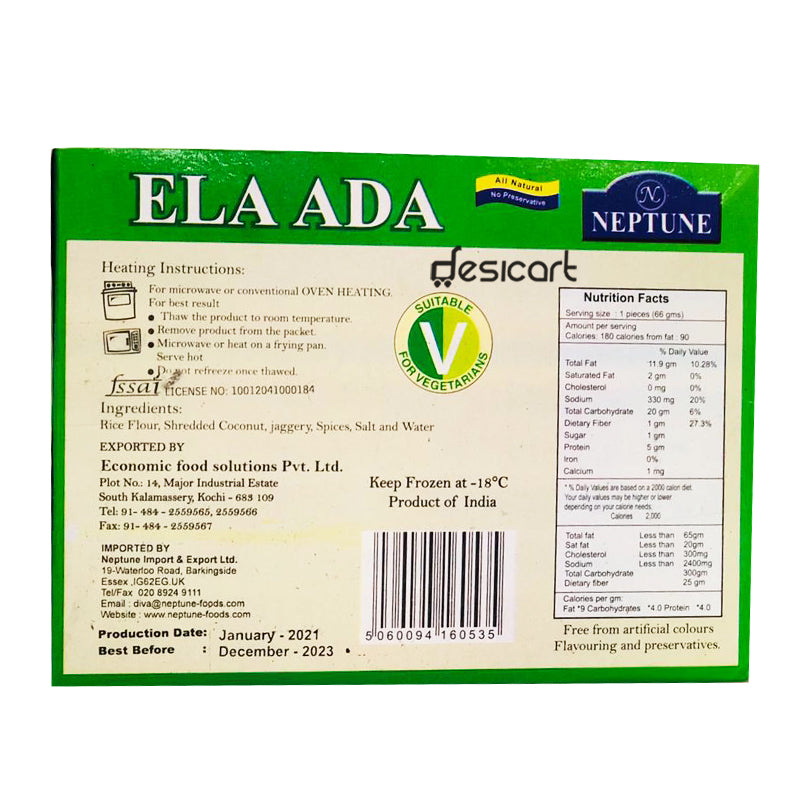 ELA ADA
All Natural
No Preservative
N
NEPTUNE
desicart
Heating Instructions:
For microwave or conventional OVEN HEATING.
For best result
• Thaw the product to room temperature.
• Remove product from the packet.
• Microwave or heat on a frying pan.
Serve hot
• Do not refreeze once thawed.
fssai LICENSE NO: 10012041000184
Ingredients:
Rice Flour, Shredded Coconut, jaggery, Spices, Salt and Water
EXPORTED BY
Economic food solutions Pvt. Ltd.
Plot No.: 14, Major Industrial Estate
South Kalamassery, Kochi - 683 109
Tel: 91- 484 - 2559565, 2559566
Fax: 91- 484 - 2559567
IMPORTED BY
Neptune Import & Export Ltd.
19-Waterloo Road, Barkingside
Essex ,IG62EG.UK
Tel/Fax 020 8924 9111
Email : diva@neptune-foods.com
Website : www.neptune-foods.com
Production Date: January - 2021
Best Before : December - 2023
SUITABLE
V
FOR VEGETARIANS
Keep Frozen at -18°C
Product of India
5 060094 160535
Nutrition Facts
Serving size : 1 pieces (66 gms)
Amount per serving
Calories: 180 calories from fat : 90
% Daily Value
Total Fat 11.9 gm 10.28%
Saturated Fat 2 gm 0%
Cholesterol 0 mg 0%
Sodium 330 mg 20%
Total Carbohydrate 20 gm 6%
Dietary Fiber 1 gm 27.3%
Sugar 1 gm
Protein 5 gm
Iron 0%
Calcium 1 mg
* % Daily Values are based on a 2000 calori diet.
Your daily values may be higher or lower
depending on your calorie needs:
Calories 2,000
Total fat Less than 65gm
Sat fat Less than 20gm
Cholesterol Less than 300mg
Sodium Less than 2400mg
Total Carbohydrate 300gm
Dietary fiber 25 gm
Calories per gm:
Fat *9 Carbohydrates *4.0 Protein *4.0
Free from artificial colours
Flavouring and preservatives.